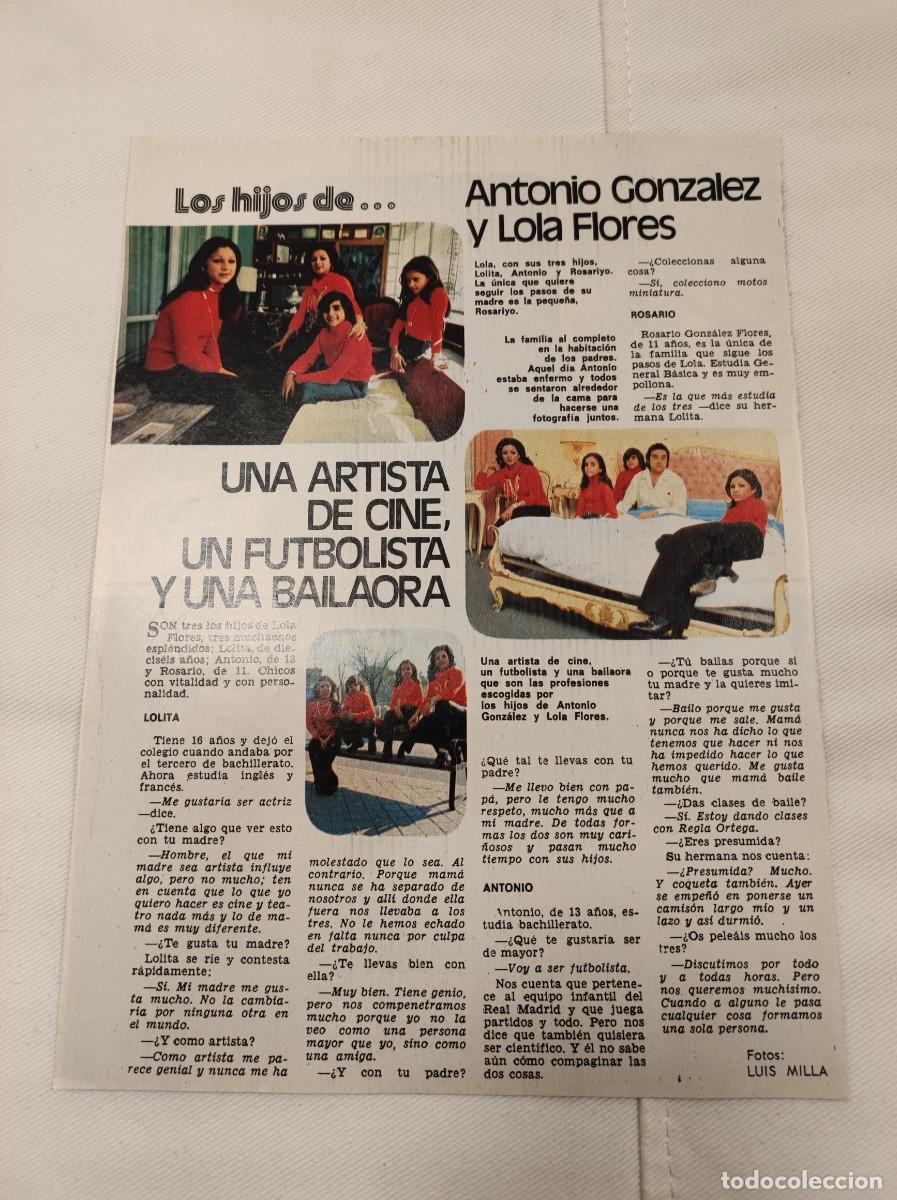 Los hijos de...
Antonio Gonzalez
y Lola Flores
Lola, con sus tres hijos,
Lolita, Antonio y Rosariyo.
La única que quiere
seguir los pasos de su
madre es la pequeña,
Rosariyo.
La familia al completo
en la habitación
de los padres.
Aquel día Antonio
estaba enfermo y todos
se sentaron alrededor
de la cama para
hacerse una
fotografía juntos.
UNA ARTISTA
DE CINE,
UN FUTBOLISTA
Y UNA BAILAORA
SON tres los hijos de Lola
Flores, tres muchachos
espléndidos; Lolita, de die-
ciséis años; Antonio, de 13
y Rosario, de 11. Chicos
con vitalidad y con perso-
nalidad.
LOLITA
Tiene 16 años y dejó el
colegio cuando andaba por
el tercero de bachillerato.
Ahora estudia inglés y
francés.
—Me gustaría ser actriz
—dice.
¿Tiene algo que ver esto
con tu madre?
—Hombre, el que mi
madre sea artista influye
algo, pero no mucho; ten
en cuenta que lo que yo
quiero hacer es cine y tea-
tro nada más y lo de ma-
má es muy diferente.
—¿Te gusta tu madre?
Lolita se ríe y contesta
rápidamente:
—Sí. Mi madre me gus-
ta mucho. No la cambia-
ría por ninguna otra en
el mundo.
—¿Y como artista?
—Como artista me pa-
rece genial y nunca me ha
molestado que lo sea. Al
contrario. Porque mamá
nunca se ha separado de
nosotros y allí donde ella
fuera nos llevaba a los
tres. No le hemos echado
en falta nunca por culpa
del trabajo.
—¿Te llevas bien con
ella?
—Muy bien. Tiene genio,
pero nos compenetramos
mucho porque yo no la
veo como una persona
mayor que yo, sino como
una amiga.
—¿Y con tu padre?
Una artista de cine,
un futbolista y una bailaora
que son las profesiones
escogidas por
los hijos de Antonio
González y Lola Flores.
¿Qué tal te llevas con tu
padre?
—Me llevo bien con pa-
pá, pero le tengo mucho
respeto, mucho más que a
mi madre. De todas for-
mas los dos son muy cari-
ñosos y pasan mucho
tiempo con sus hijos.
ANTONIO
Antonio, de 13 años, es-
tudia bachillerato.
—¿Qué te gustaría ser
de mayor?
—Voy a ser futbolista.
Nos cuenta que pertene-
ce al equipo infantil del
Real Madrid y que juega
partidos y todo. Pero nos
dice que también quisiera
ser científico. Y él no sabe
aún cómo compaginar las
dos cosas.
—¿Coleccionas alguna
cosa?
—Sí, colecciono motos
miniatura.
ROSARIO
Rosario González Flores,
de 11 años, es la única de
la familia que sigue los
pasos de Lola. Estudia Ge-
neral Básica y es muy em-
pollona.
—Es la que más estudia
de los tres —dice su her-
mana Lolita.
—¿Tú bailas porque si
o porque te gusta mucho
tu madre y la quieres imi-
tar?
—Bailo porque me gusta
y porque me sale. Mamá
nunca nos ha dicho lo que
tenemos que hacer ni nos
ha impedido hacer lo que
hemos querido. Me gusta
mucho que mamá baile
también.
—¿Das clases de baile?
—Sí. Estoy dando clases
con Regla Ortega.
—¿Eres presumida?
Su hermana nos cuenta:
—¿Presumida? Mucho.
Y coqueta también. Ayer
se empeñó en ponerse un
camisón largo mío y un
lazo y así durmió.
—¿Os peleáis mucho los
tres?
—Discutimos por todo
y a todas horas. Pero
nos queremos muchísimo.
Cuando a alguno le pasa
cualquier cosa formamos
una sola persona.
Fotos:
LUIS MILLA
todocoleccion